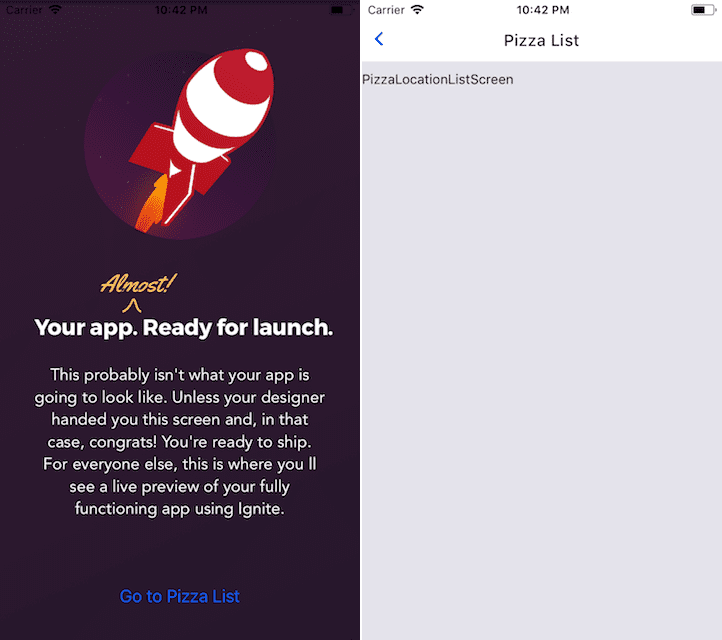 Carrier 10:42 PM
Almost!
Your app. Ready for launch.
This probably isn't what your app is
going to look like. Unless your designer
handed you this screen and, in that
case, congrats! You're ready to ship.
For everyone else, this is where you ll
see a live preview of your fully
functioning app using Ignite.
Go to Pizza List
Carrier 10:42 PM
Pizza List
PizzaLocationListScreen